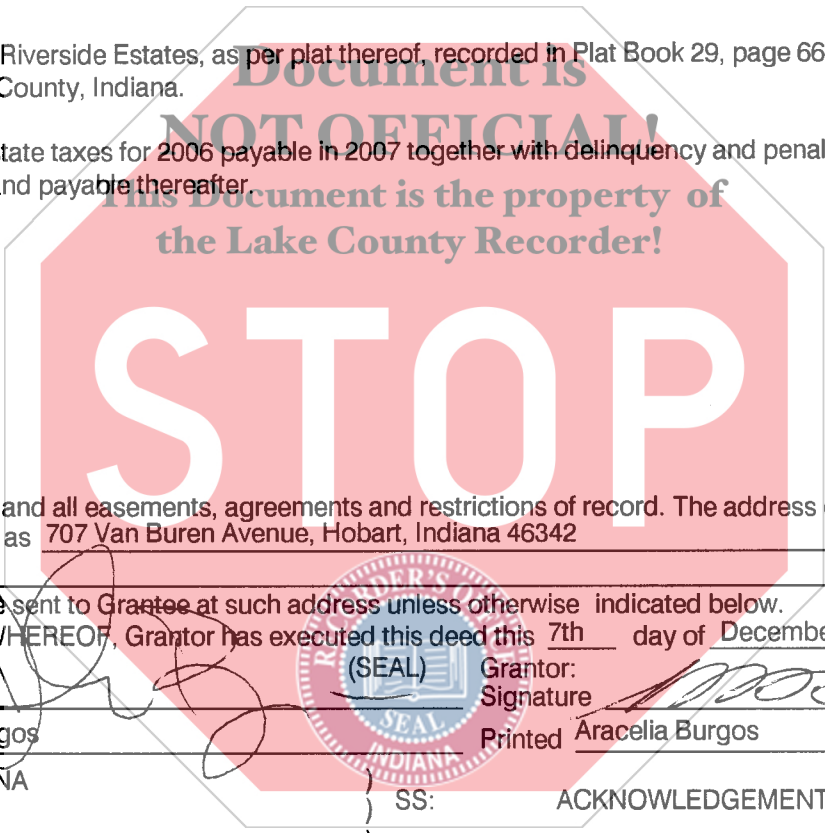 Riverside Estates, as per plat thereof, recorded in Plat Book 29, page 66
County, Indiana.
Document is
NOT OFFICIAL!
tate taxes for 2006 payable in 2007 together with delinquency and penal
nd payable thereafter.
This Document is the property of
the Lake County Recorder!
STOP
and all easements, agreements and restrictions of record. The address
as 707 Van Buren Avenue, Hobart, Indiana 46342
e sent to Grantee at such address unless otherwise indicated below.
WHEREOF, Grantor has executed this deed this 7th day of Decembe
(SEAL) Grantor:
Signature
gos Printed Aracelia Burgos
NA
SS: ACKNOWLEDGEMENT
RECORDER'S OFFICE
SEAL
INDIANA